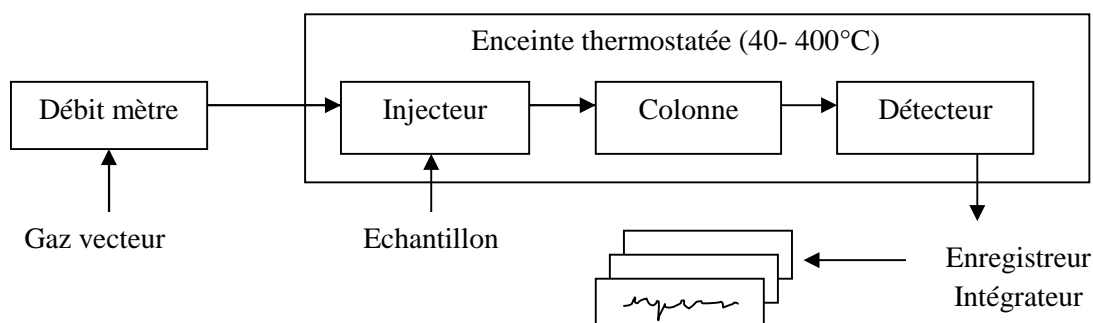 Enceinte thermostatée (40- 400°C)
Débit mètre
Injecteur
Colonne
Détecteur
Gaz vecteur
Echantillon
Enregistreur
Intégrateur